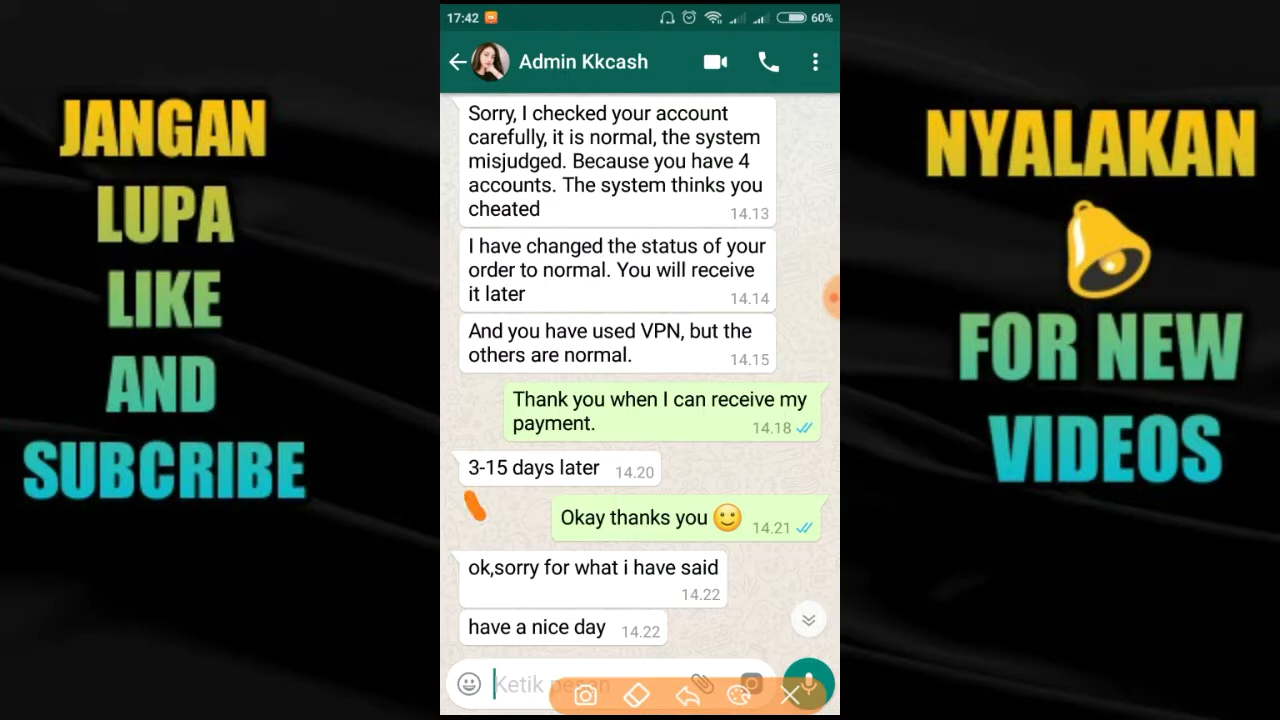 JANGAN
LUPA
LIKE
AND
SUBCRIBE
17:42
60%
Admin Kkcash
Sorry, I checked your account
carefully, it is normal, the system
misjudged. Because you have 4
accounts. The system thinks you
cheated
14.13
I have changed the status of your
order to normal. You will receive
it later
14.14
And you have used VPN, but the
others are normal.
14.15
Thank you when I can receive my
payment.
14.18
3-15 days later
14.20
Okay thanks you
14.21
ok,sorry for what i have said
14.22
have a nice day
14.22
Ketik pesan
NYALAKAN
FOR NEW
VIDEOS